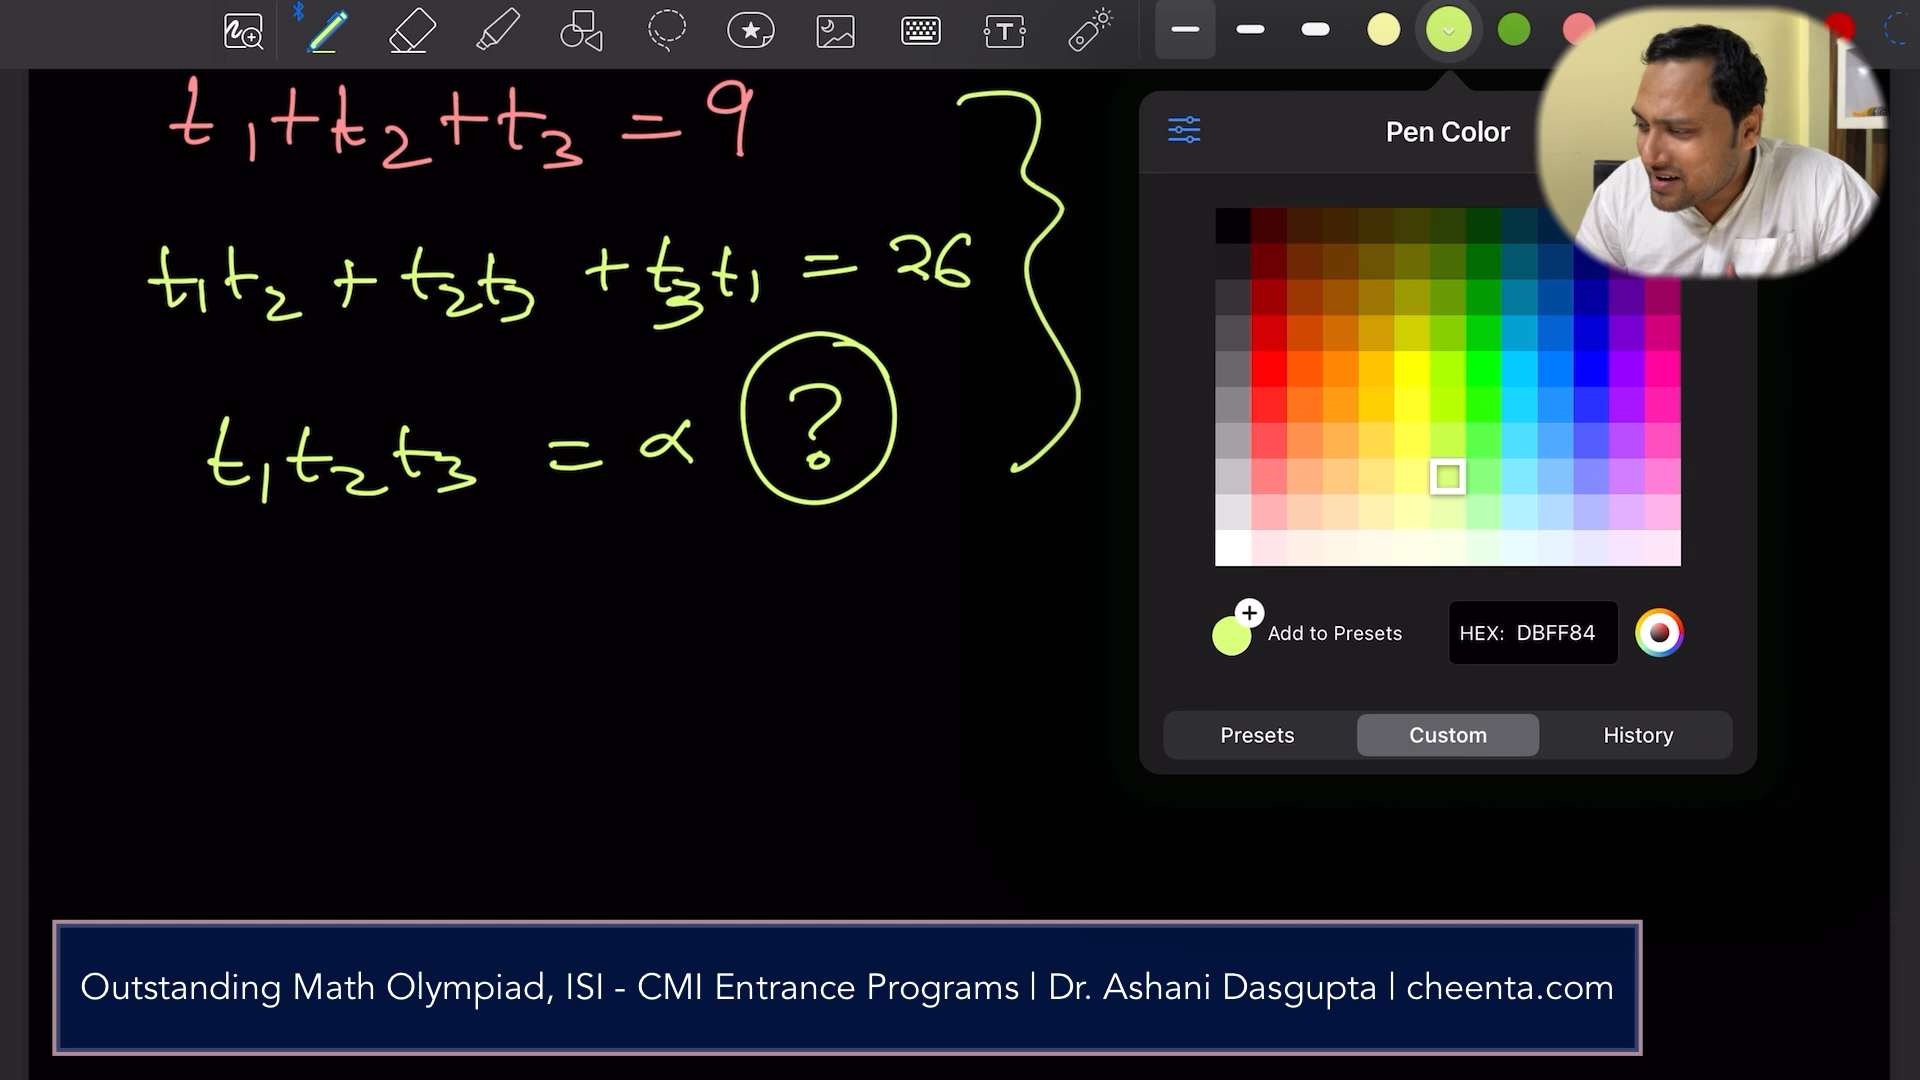 T
t₁+t₂+t₃ = 9
t₁t₂ + t₂t₃ + t₃t₁ = 26
t₁t₂t₃ = α ?
Pen Color
+ Add to Presets
HEX: DBFF84
Presets Custom History
Outstanding Math Olympiad, ISI - CMI Entrance Programs | Dr. Ashani Dasgupta | cheenta.com